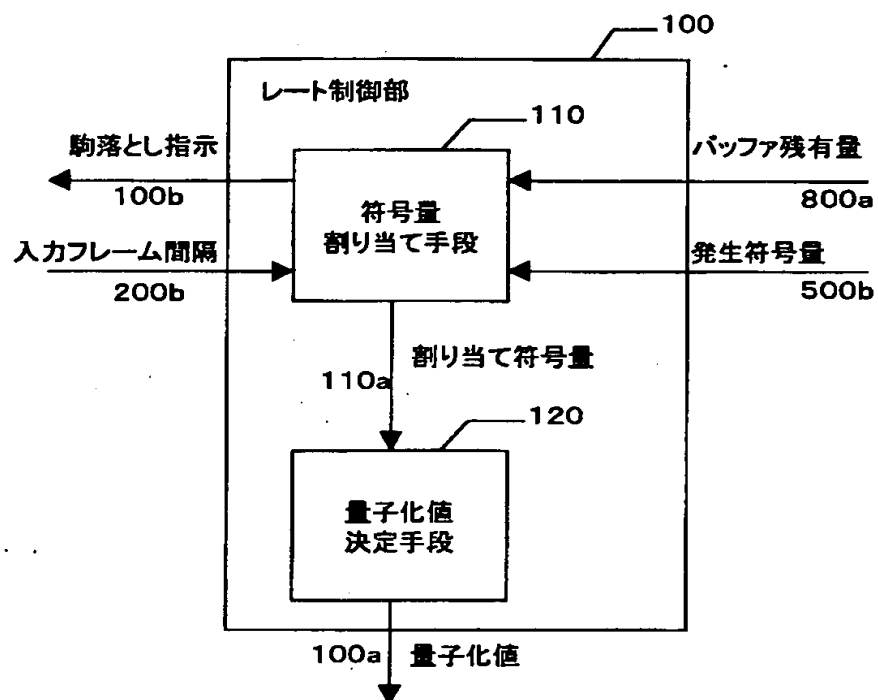 100
レート制御部
110
駒落とし指示
100b
バッファ残有量
800a
符号量
割り当て手段
入力フレーム間隔
200b
発生符号量
500b
割り当て符号量
110a
120
量子化値
決定手段
100a 量子化値